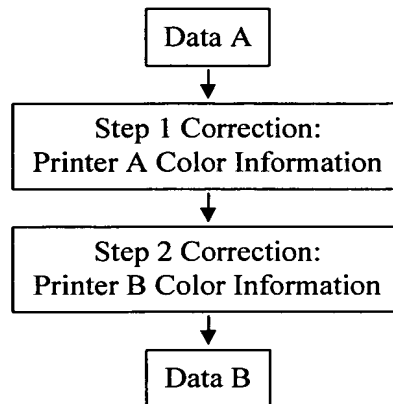 Data A
Step 1 Correction:
Printer A Color Information
Step 2 Correction:
Printer B Color Information
Data B